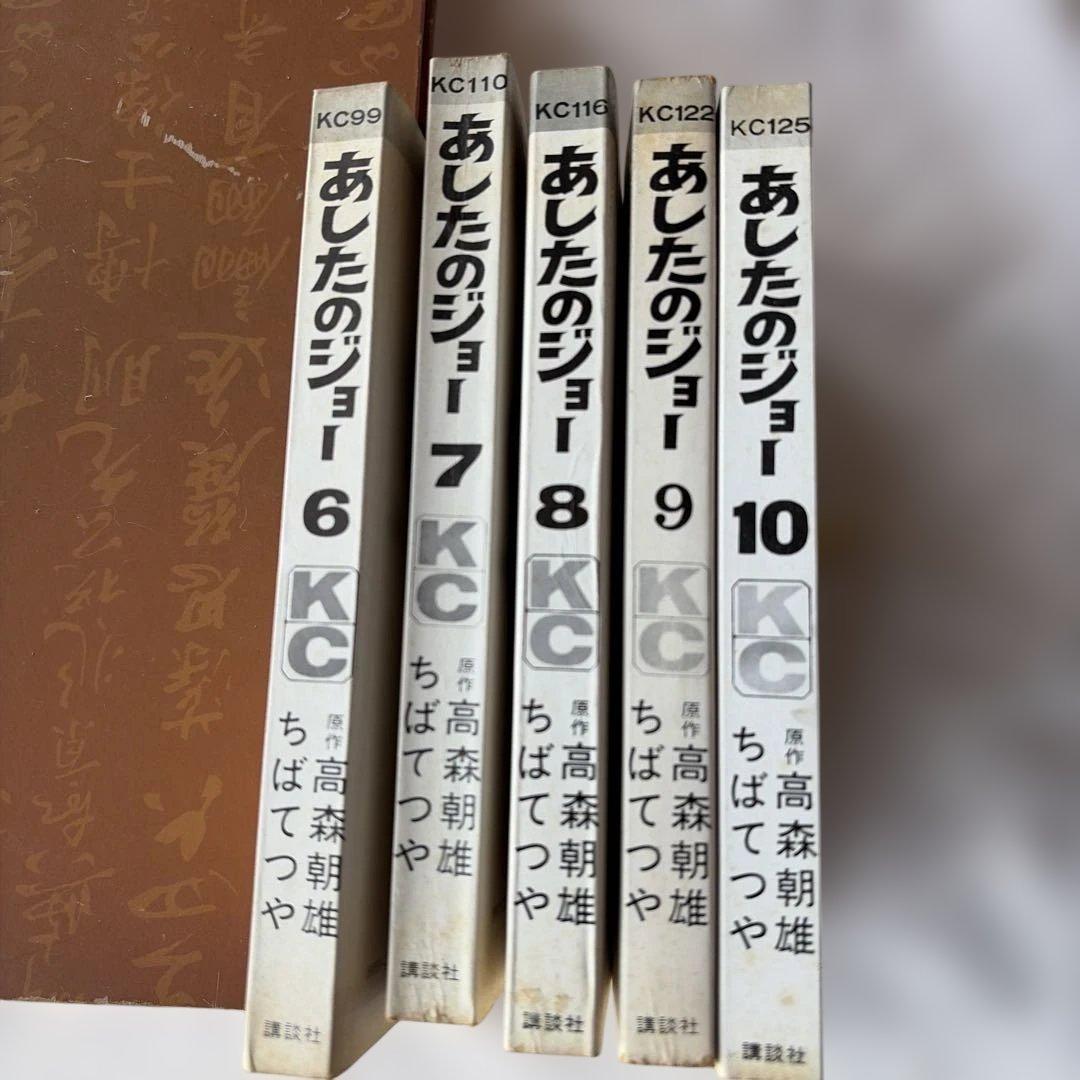 KC99
あしたのジョー
6
KC
原作 高森朝雄
ちばてつや
講談社
KC110
あしたのジョー
7
KC
原作 高森朝雄
ちばてつや
講談社
KC116
あしたのジョー
8
KC
原作 高森朝雄
ちばてつや
講談社
KC122
あしたのジョー
9
KC
原作 高森朝雄
ちばてつや
講談社
KC125
あしたのジョー
10
KC
原作 高森朝雄
ちばてつや
講談社